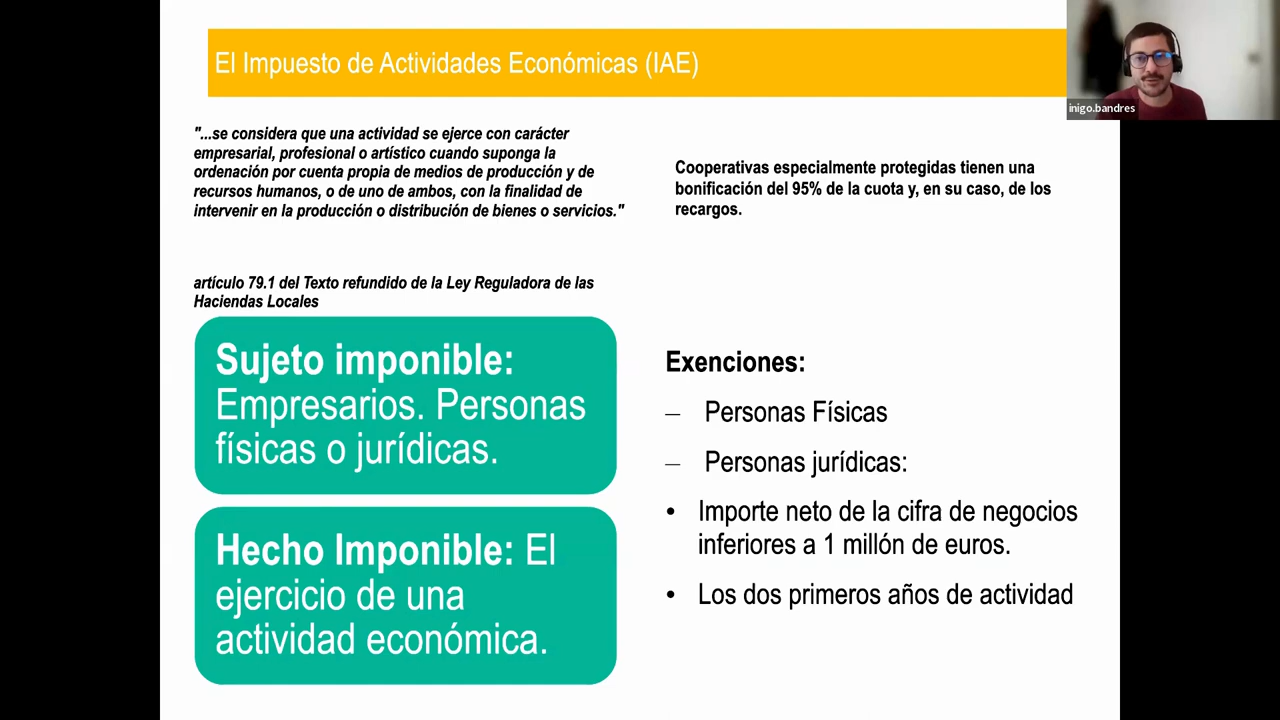 El Impuesto de Actividades Económicas (IAE)
inigo.bandres
"...se considera que una actividad se ejerce con carácter
empresarial, profesional o artístico cuando suponga la
ordenación por cuenta propia de medios de producción y de
recursos humanos, o de uno de ambos, con la finalidad de
intervenir en la producción o distribución de bienes o servicios."
artículo 79.1 del Texto refundido de la Ley Reguladora de las
Haciendas Locales
Cooperativas especialmente protegidas tienen una
bonificación del 95% de la cuota y, en su caso, de los
recargos.
Sujeto imponible:
Empresarios. Personas
físicas o jurídicas.
Hecho Imponible: El
ejercicio de una
actividad económica.
Exenciones:
– Personas Físicas
– Personas jurídicas:
• Importe neto de la cifra de negocios
inferiores a 1 millón de euros.
• Los dos primeros años de actividad